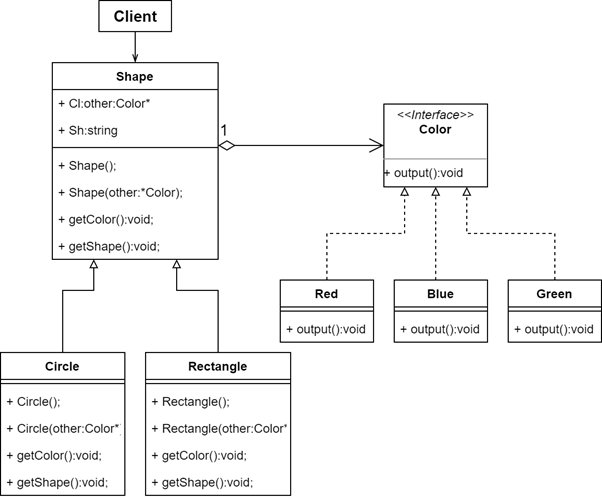 Client
Shape
+ Cl:other:Color*
+ Sh:string
+ Shape();
+ Shape(other:*Color);
+ getColor():void;
+ getShape():void;
1
<<Interface>>
Color
+ output():void
Red
+ output():void
Blue
+ output():void
Green
+ output():void
Circle
+ Circle();
+ Circle(other:Color*)
+ getColor():void;
+ getShape():void;
Rectangle
+ Rectangle();
+ Rectangle(other:Color*
+ getColor():void;
+ getShape():void;